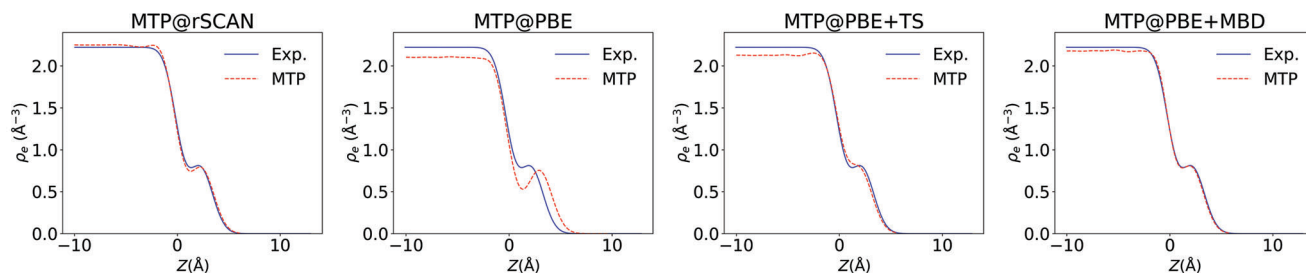 MTP@rSCAN
2.0
1.5
1.0
0.5
0.0
ρe (Å⁻³)
Exp.
MTP
−10
0
10
Z(Å)
MTP@PBE
2.0
1.5
1.0
0.5
0.0
ρe (Å⁻³)
Exp.
MTP
−10
0
10
Z(Å)
MTP@PBE+TS
2.0
1.5
1.0
0.5
0.0
ρe (Å⁻³)
Exp.
MTP
−10
0
10
Z(Å)
MTP@PBE+MBD
2.0
1.5
1.0
0.5
0.0
ρe (Å⁻³)
Exp.
MTP
−10
0
10
Z(Å)